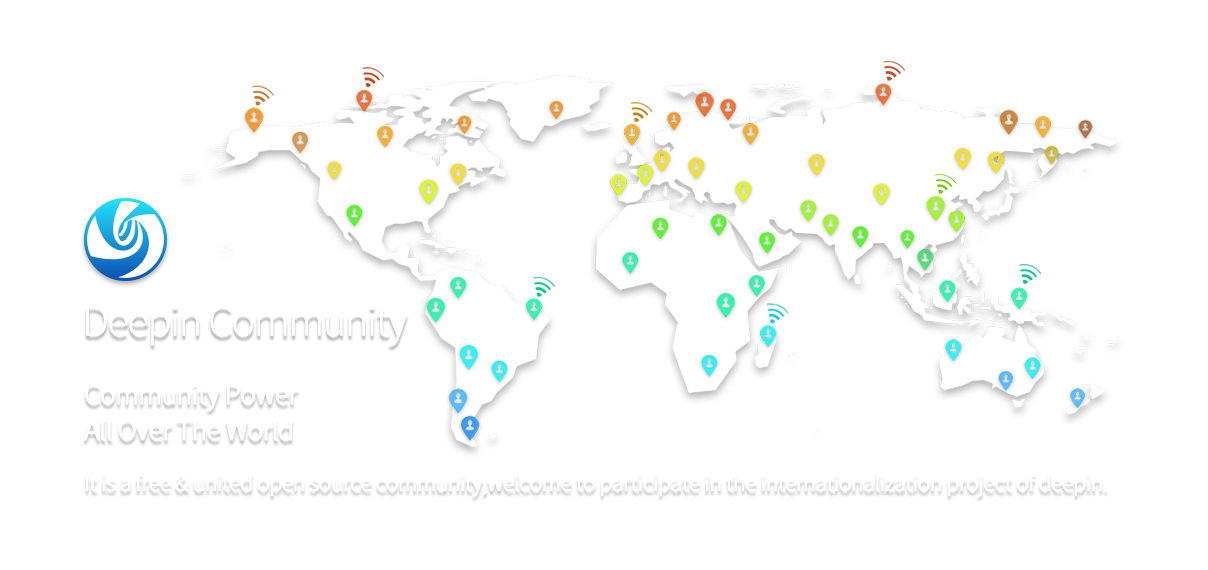 Deepin Community
Community Power
All Over The World
It is a free & united open source community,welcome to participate in the internationalization project of deepin.